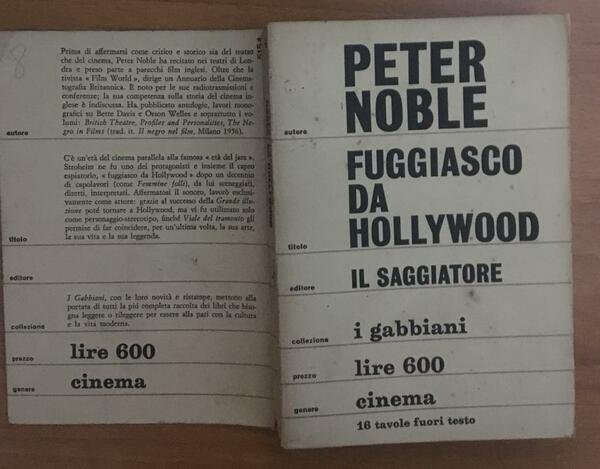 8
Prima di affermarsi come critico e storico sia del teatro
che del cinema, Peter Noble ha recitato nei teatri di Lon-
dra e preso parte a parecchi film inglesi. Oltre che la
rivista « Film World », dirige un Annuario della Cinema-
tografia Britannica. È noto per le sue radiotrasmissioni e
conferenze; la sua competenza sulla storia del cinema in-
glese è indiscussa. Ha pubblicato antologie, lavori mono-
grafici su Bette Davis e Orson Welles e soprattutto i vo-
lumi: British Theatre, Profiles and Personalities, The Ne-
gro in Films (trad. it. Il negro nel film, Milano 1956).
autore
C'è un'età del cinema parallela alla famosa « età del jazz ».
Stroheim ne fu uno dei protagonisti e insieme il capro
espiatorio, « fuggiasco da Hollywood » dopo un decennio
di capolavori (come Femmine folli), da lui sceneggiati,
diretti, interpretati. Affermatosi il sonoro, lavorò esclusi-
vamente come attore: grazie al successo della Grande illu-
sione poté tornare a Hollywood, ma vi fu utilizzato solo
come personaggio-stereotipo, finché Viale del tramonto gli
permise di far coincidere, per un'ultima volta, la sua arte,
la sua vita e la sua leggenda.
titolo
editore
I Gabbiani, con le loro novità e ristampe, mettono alla
portata di tutti la più completa raccolta dei libri che biso-
gna leggere o rileggere per essere alla pari con la cultura
e la vita moderna.
collezione
prezzo lire 600
genere cinema
PETER
autore NOBLE
FUGGIASCO
DA
titolo HOLLYWOOD
editore IL SAGGIATORE
collezione i gabbiani
prezzo lire 600
genere cinema
16 tavole fuori testo